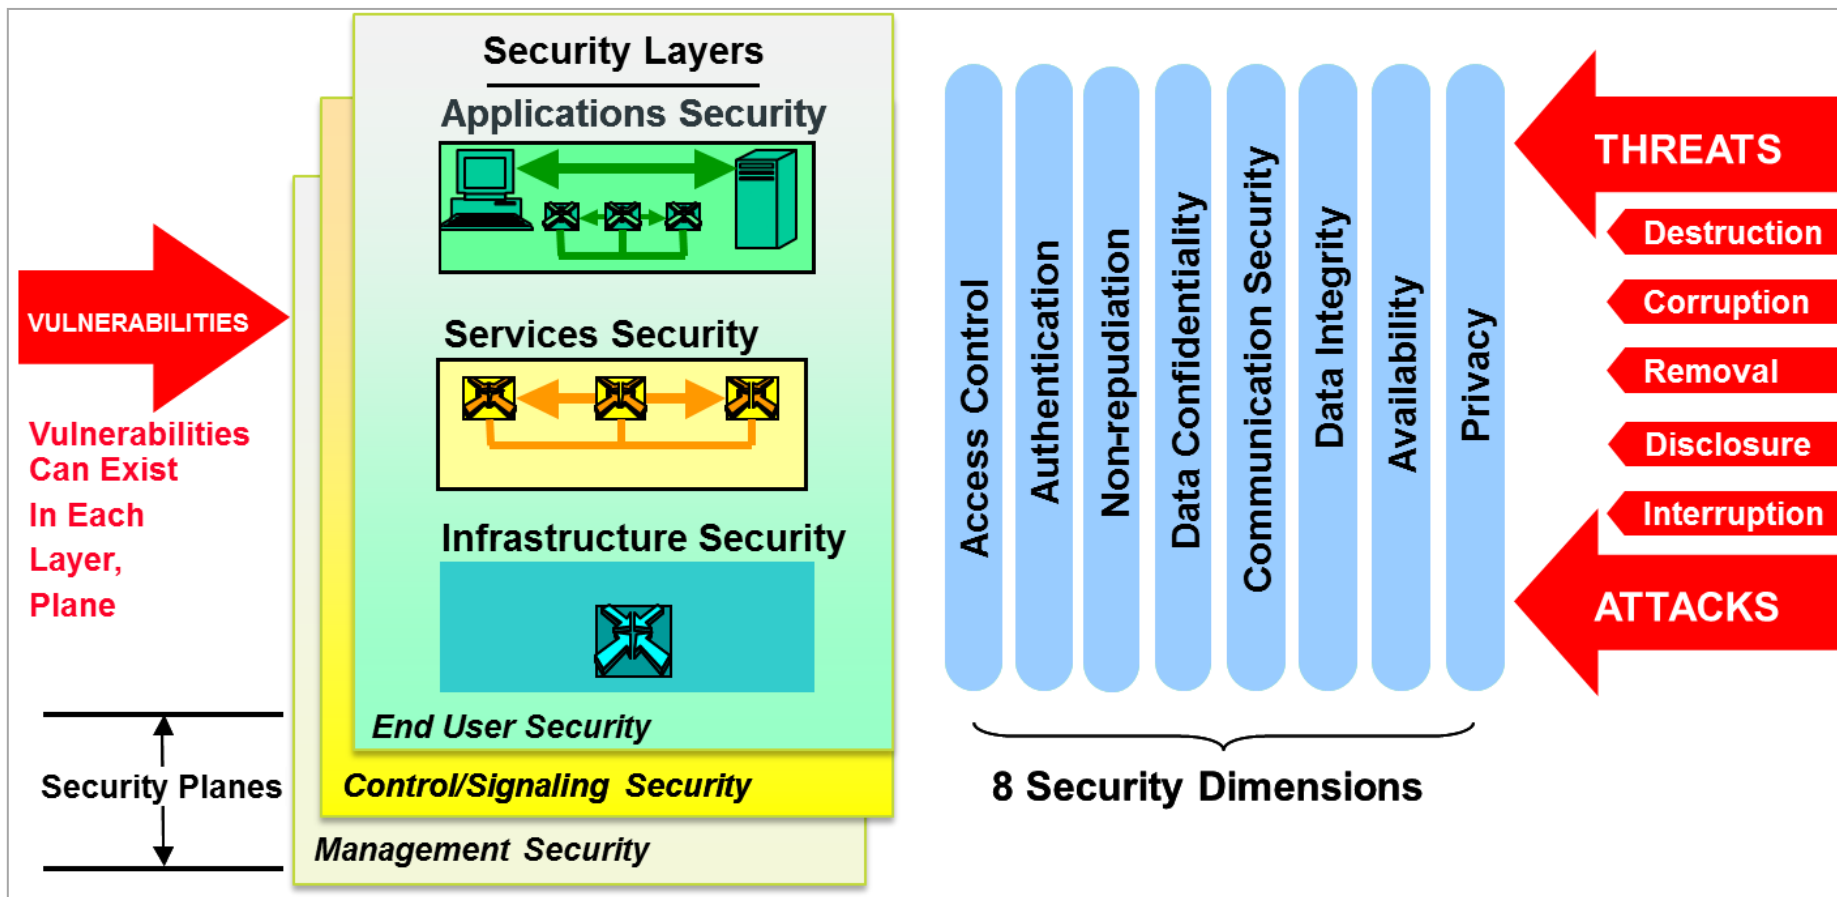 Security Layers
Applications Security
Services Security
Infrastructure Security
End User Security
Control/Signaling Security
Management Security
VULNERABILITIES
Vulnerabilities
Can Exist
In Each
Layer,
Plane
Security Planes
Access Control
Authentication
Non-repudiation
Data Confidentiality
Communication Security
Data Integrity
Availability
Privacy
8 Security Dimensions
THREATS
Destruction
Corruption
Removal
Disclosure
Interruption
ATTACKS